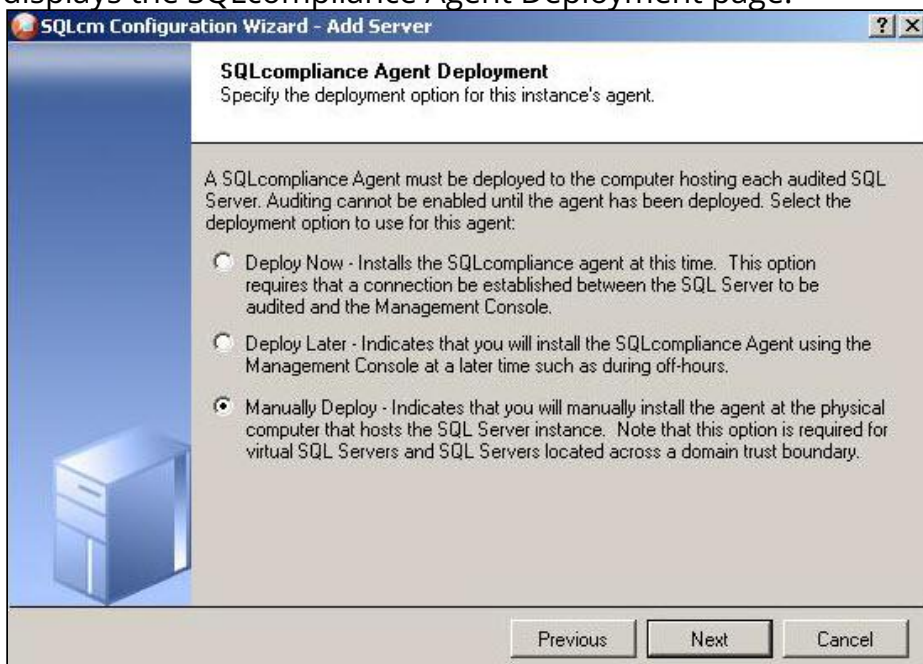 displays the SQLcompliance Agent Deployment page.
SQLcm Configuration Wizard - Add Server
SQLcompliance Agent Deployment
Specify the deployment option for this instance's agent.
A SQLcompliance Agent must be deployed to the computer hosting each audited SQL
Server. Auditing cannot be enabled until the agent has been deployed. Select the
deployment option to use for this agent:
Deploy Now - Installs the SQLcompliance agent at this time. This option
requires that a connection be established between the SQL Server to be
audited and the Management Console.
Deploy Later - Indicates that you will install the SQLcompliance Agent using the
Management Console at a later time such as during off-hours.
Manually Deploy - Indicates that you will manually install the agent at the physical
computer that hosts the SQL Server instance. Note that this option is required for
virtual SQL Servers and SQL Servers located across a domain trust boundary.
Previous Next Cancel